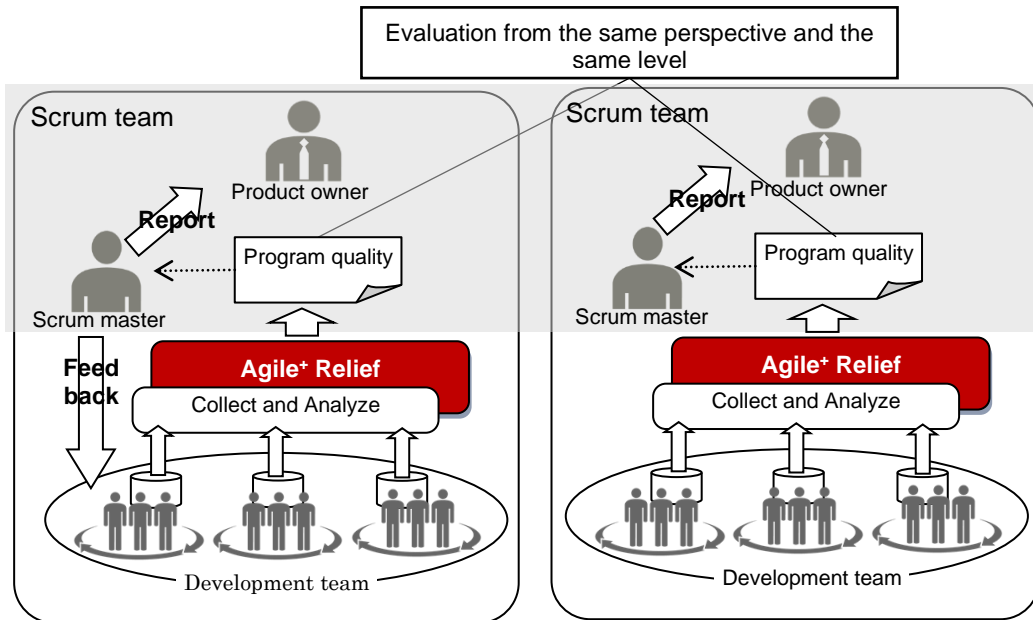 Evaluation from the same perspective and the
same level
Scrum team
Product owner
Report
Program quality
Scrum master
Feed
back
Agile⁺ Relief
Collect and Analyze
Development team
Scrum team
Product owner
Report
Program quality
Scrum master
Agile⁺ Relief
Collect and Analyze
Development team